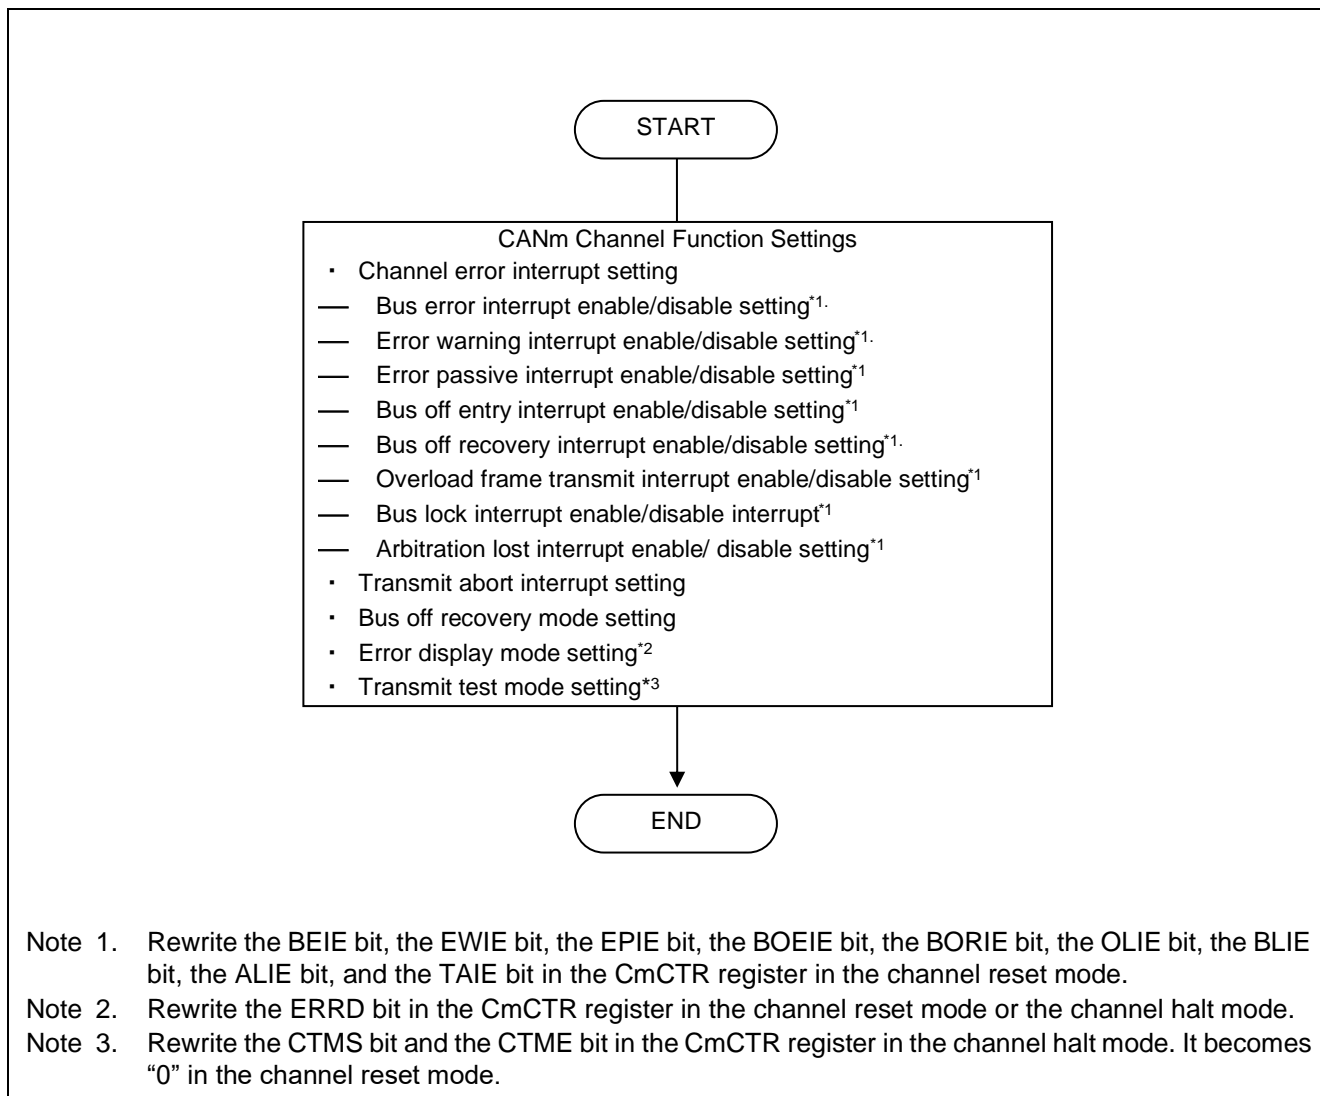 START
CANm Channel Function Settings
・ Channel error interrupt setting
— Bus error interrupt enable/disable setting*1.
— Error warning interrupt enable/disable setting*1.
— Error passive interrupt enable/disable setting*1
— Bus off entry interrupt enable/disable setting*1
— Bus off recovery interrupt enable/disable setting*1.
— Overload frame transmit interrupt enable/disable setting*1
— Bus lock interrupt enable/disable interrupt*1
— Arbitration lost interrupt enable/ disable setting*1
・ Transmit abort interrupt setting
・ Bus off recovery mode setting
・ Error display mode setting*2
・ Transmit test mode setting*3
END
Note 1. Rewrite the BEIE bit, the EWIE bit, the EPIE bit, the BOEIE bit, the BORIE bit, the OLIE bit, the BLIE
bit, the ALIE bit, and the TAIE bit in the CmCTR register in the channel reset mode.
Note 2. Rewrite the ERRD bit in the CmCTR register in the channel reset mode or the channel halt mode.
Note 3. Rewrite the CTMS bit and the CTME bit in the CmCTR register in the channel halt mode. It becomes
“0” in the channel reset mode.